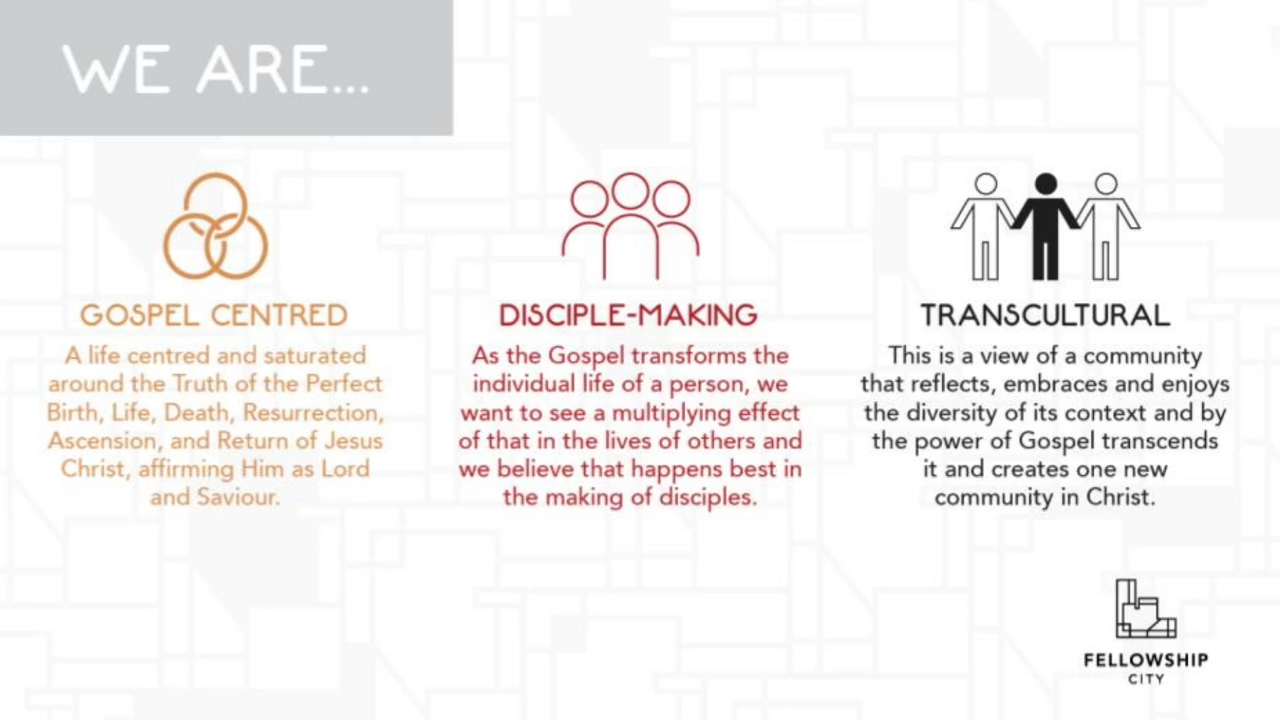 WE ARE...
GOSPEL CENTRED
A life centred and saturated
around the Truth of the Perfect
Birth, Life, Death, Resurrection,
Ascension, and Return of Jesus
Christ, affirming Him as Lord
and Saviour.
DISCIPLE-MAKING
As the Gospel transforms the
individual life of a person, we
want to see a multiplying effect
of that in the lives of others and
we believe that happens best in
the making of disciples.
TRANSCULTURAL
This is a view of a community
that reflects, embraces and enjoys
the diversity of its context and by
the power of Gospel transcends
it and creates one new
community in Christ.
FELLOWSHIP
CITY